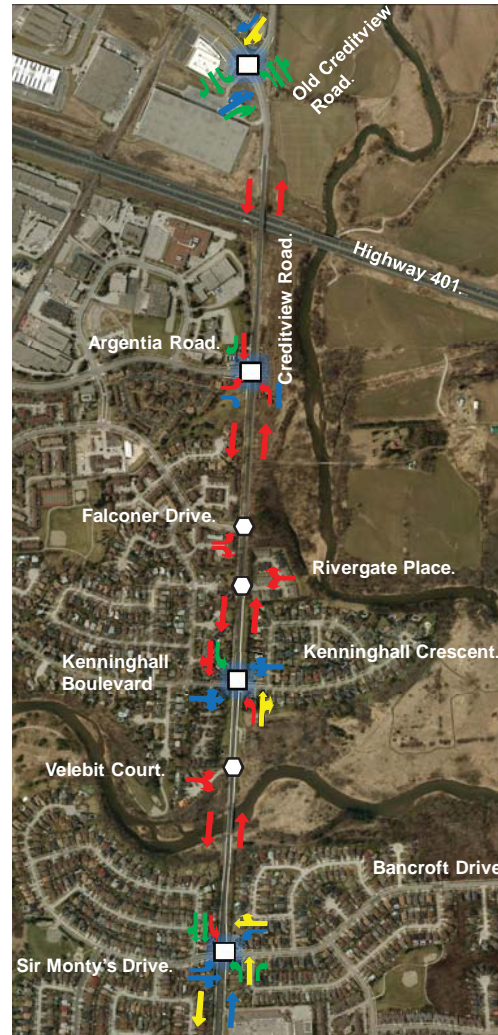 Old Creditview
Road.
Highway 401.
Creditview Road.
Argentia Road.
Falconer Drive.
Rivergate Place.
Kenninghall Crescent.
Kenninghall
Boulevard
Velebit Court.
Bancroft Drive
Sir Monty's Drive.